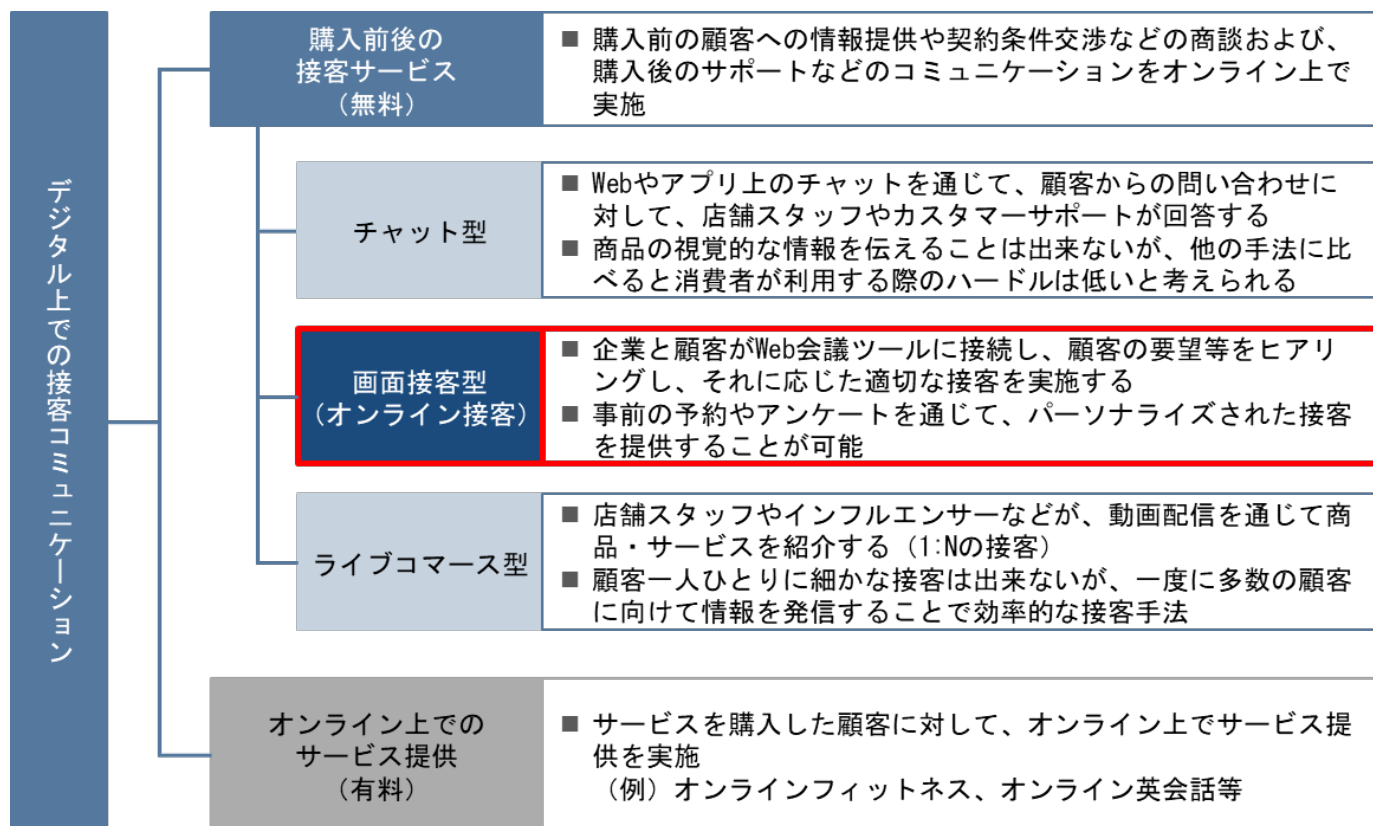 デジタル上での接客コミュニケーション
購入前後の
接客サービス
（無料）
■ 購入前の顧客への情報提供や契約条件交渉などの商談および、
購入後のサポートなどのコミュニケーションをオンライン上で
実施
チャット型
■ Webやアプリ上のチャットを通じて、顧客からの問い合わせに
対して、店舗スタッフやカスタマーサポートが回答する
■ 商品の視覚的な情報を伝えることは出来ないが、他の手法に比
べると消費者が利用する際のハードルは低いと考えられる
画面接客型
（オンライン接客）
■ 企業と顧客がWeb会議ツールに接続し、顧客の要望等をヒアリ
ングし、それに応じた適切な接客を実施する
■ 事前の予約やアンケートを通じて、パーソナライズされた接客
を提供することが可能
ライブコマース型
■ 店舗スタッフやインフルエンサーなどが、動画配信を通じて商
品・サービスを紹介する（1:Nの接客）
■ 顧客一人ひとりに細かな接客は出来ないが、一度に多数の顧客
に向けて情報を発信することで効率的な接客手法
オンライン上での
サービス提供
（有料）
■ サービスを購入した顧客に対して、オンライン上でサービス提
供を実施
（例）オンラインフィットネス、オンライン英会話等